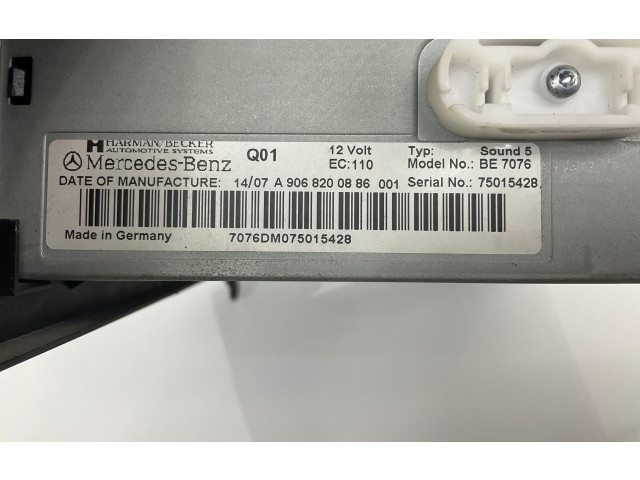 HARMAN/BECKER
AUTOMOTIVE SYSTEMS
Mercedes-Benz Q01 12 Volt Typ: Sound 5
EC:110 Model No.: BE 7076
DATE OF MANUFACTURE: 14/07 A 906 820 08 86 001 Serial No.: 75015428
Made in Germany 7076DM075015428